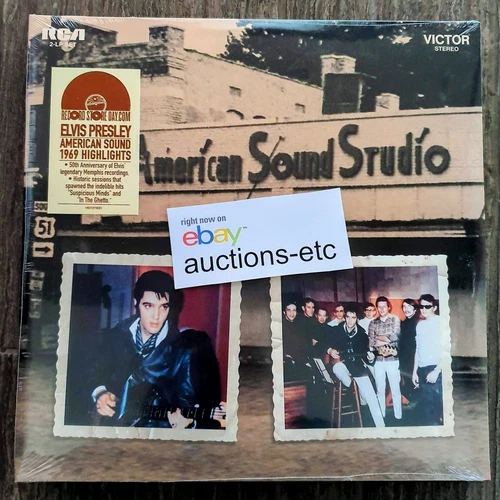 RCA
VICTOR
STEREO
RECORD STORE DAY.COM
ELVIS PRESLEY
AMERICAN SOUND
1969 HIGHLIGHTS
• 50th Anniversary of Elvis'
legendary Memphis recordings.
• Historic sessions that
spawned the indelible hits
"Suspicious Minds" and
"In The Ghetto."
American Sound Studio
51
right now on
ebay
auctions-etc